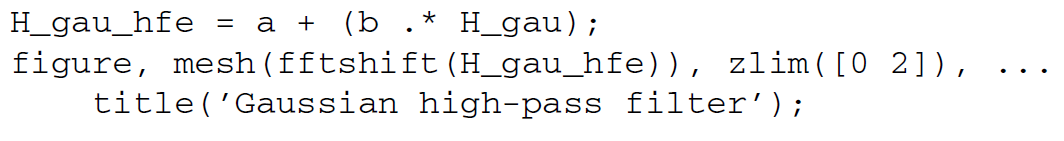 H_gau_hfe = a + (b .* H_gau);
figure, mesh(fftshift(H_gau_hfe)), zlim([0 2]), ...
title(’Gaussian high-pass filter’);